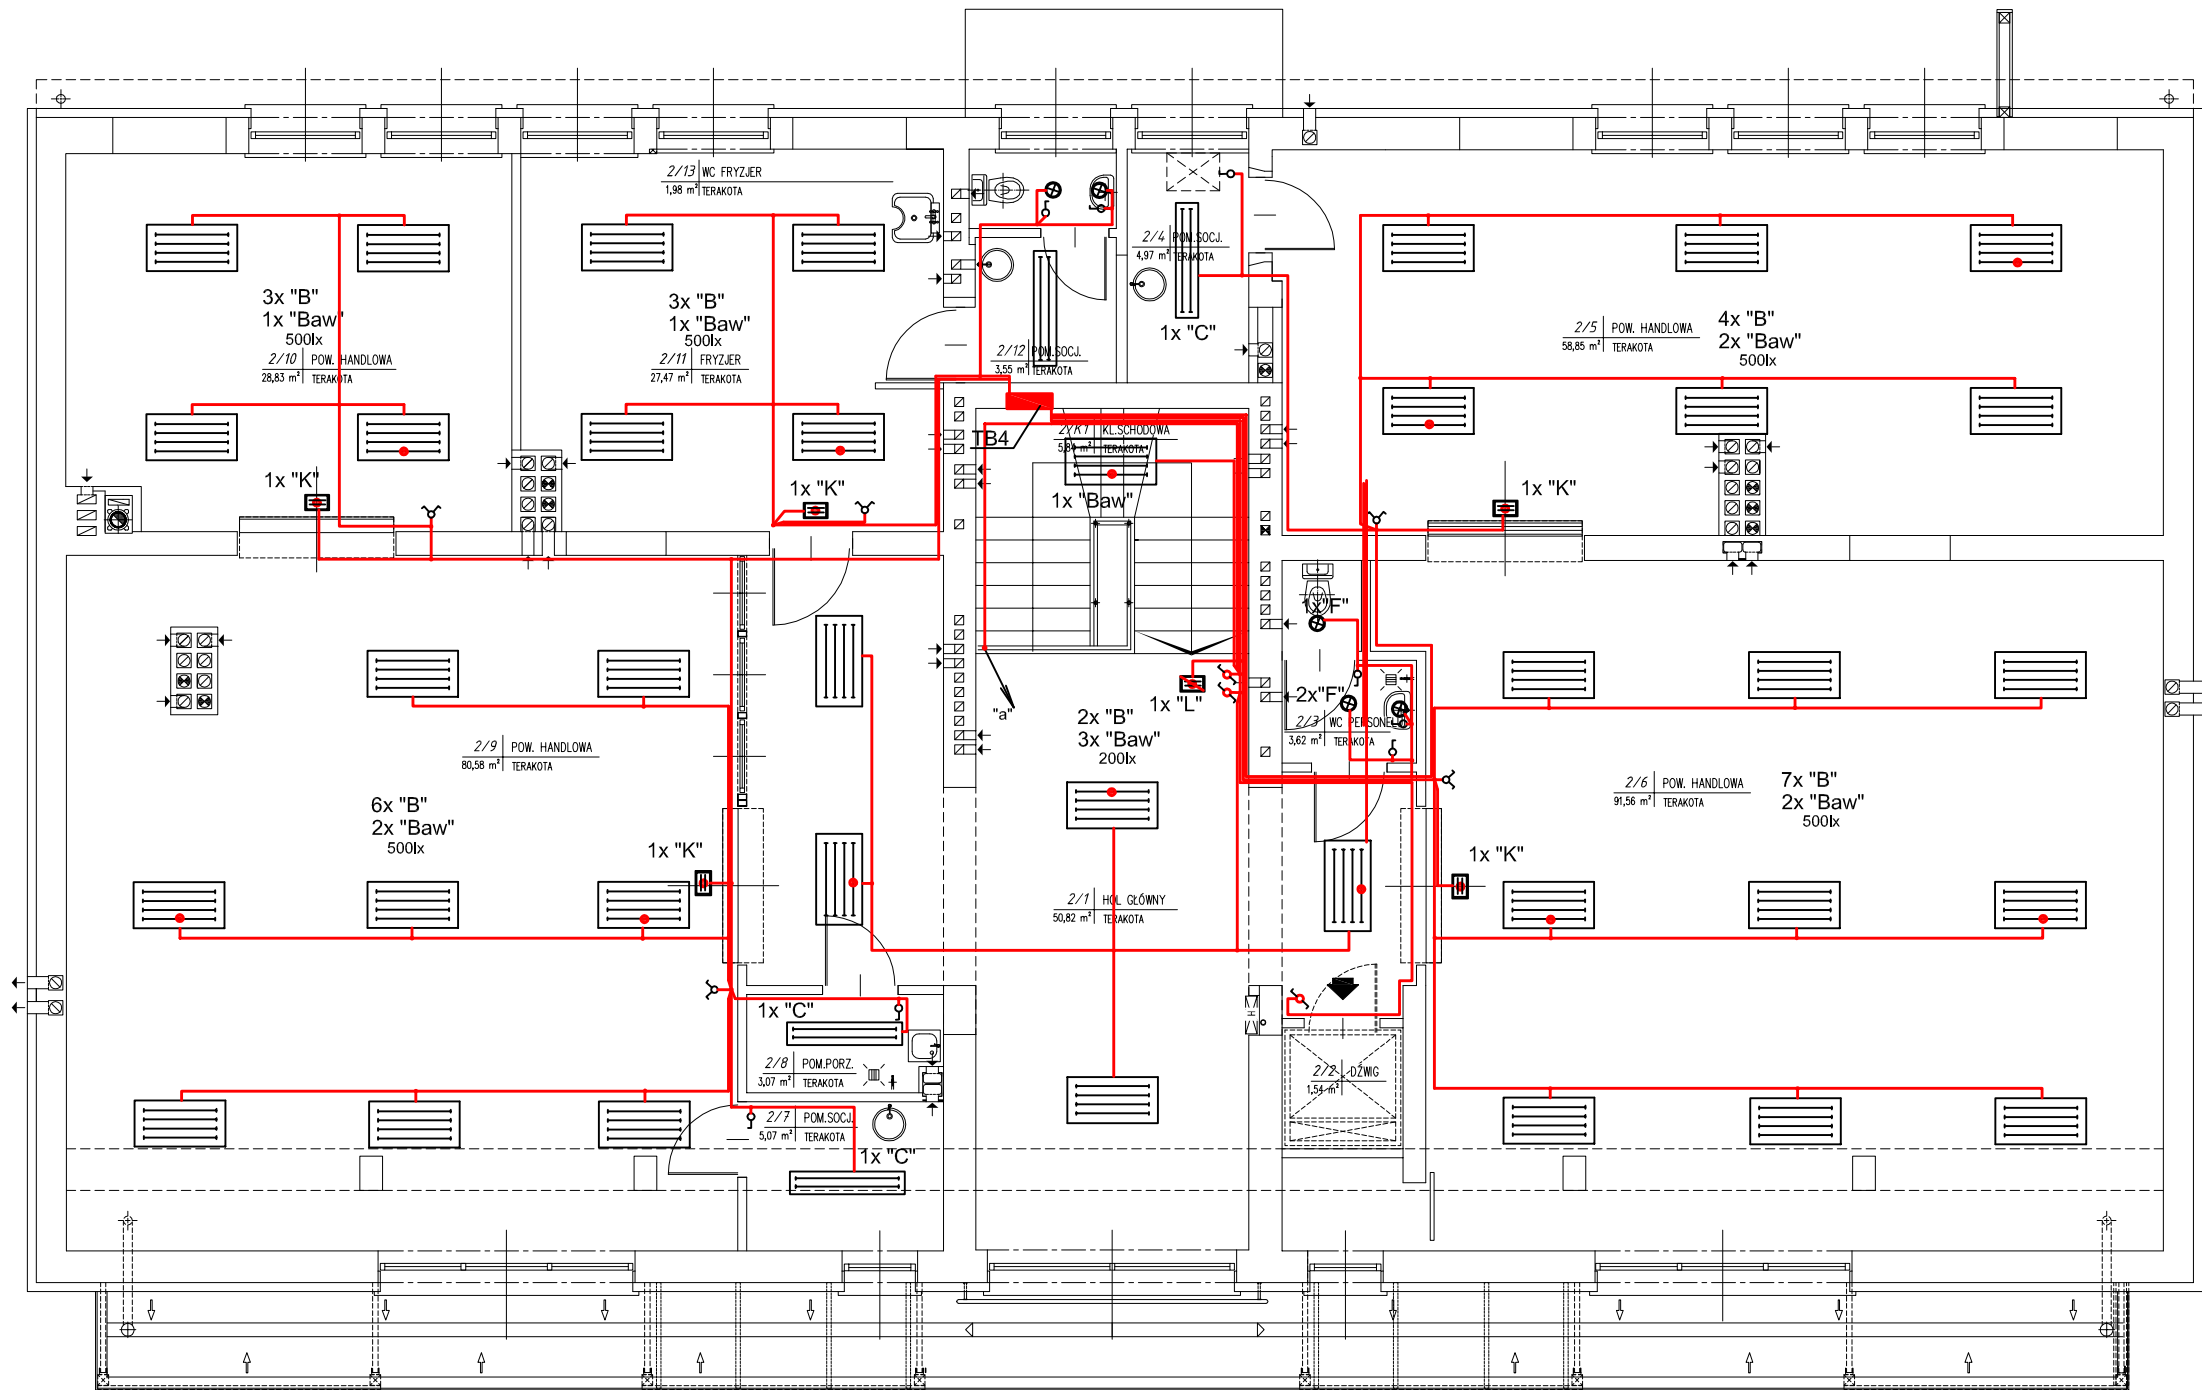 2/13 WC FRYZJER
1,98 m² TERAKOTA
2/4 POM.SOCJ.
4,97 m² TERAKOTA
1x "C"
3x "B"
1x "Baw"
500lx
2/10 POW. HANDLOWA
28,83 m² TERAKOTA
3x "B"
1x "Baw"
500lx
2/11 FRYZJER
27,47 m² TERAKOTA
2/12 POM.SOCJ.
3,55 m² TERAKOTA
2/5 POW. HANDLOWA
58,85 m² TERAKOTA
4x "B"
2x "Baw"
500lx
TB4
2/K1 KL.SCHODOWA
5,84 m² TERAKOTA
1x "Baw"
1x "K"
1x "K"
1x "K"
1x"F"
1x "L"
"a"
2x"F"
2/3 WC PERSONELU
3,62 m² TERAKOTA
2x "B"
3x "Baw"
200lx
2/9 POW. HANDLOWA
80,58 m² TERAKOTA
6x "B"
2x "Baw"
500lx
1x "K"
2/6 POW. HANDLOWA
91,56 m² TERAKOTA
7x "B"
2x "Baw"
500lx
1x "K"
2/1 HOL GŁÓWNY
50,82 m² TERAKOTA
1x "C"
H
2/8 POM.PORZ.
3,07 m² TERAKOTA
2/2 DŹWIG
1,54 m²
2/7 POM.SOCJ.
5,07 m² TERAKOTA
1x "C"